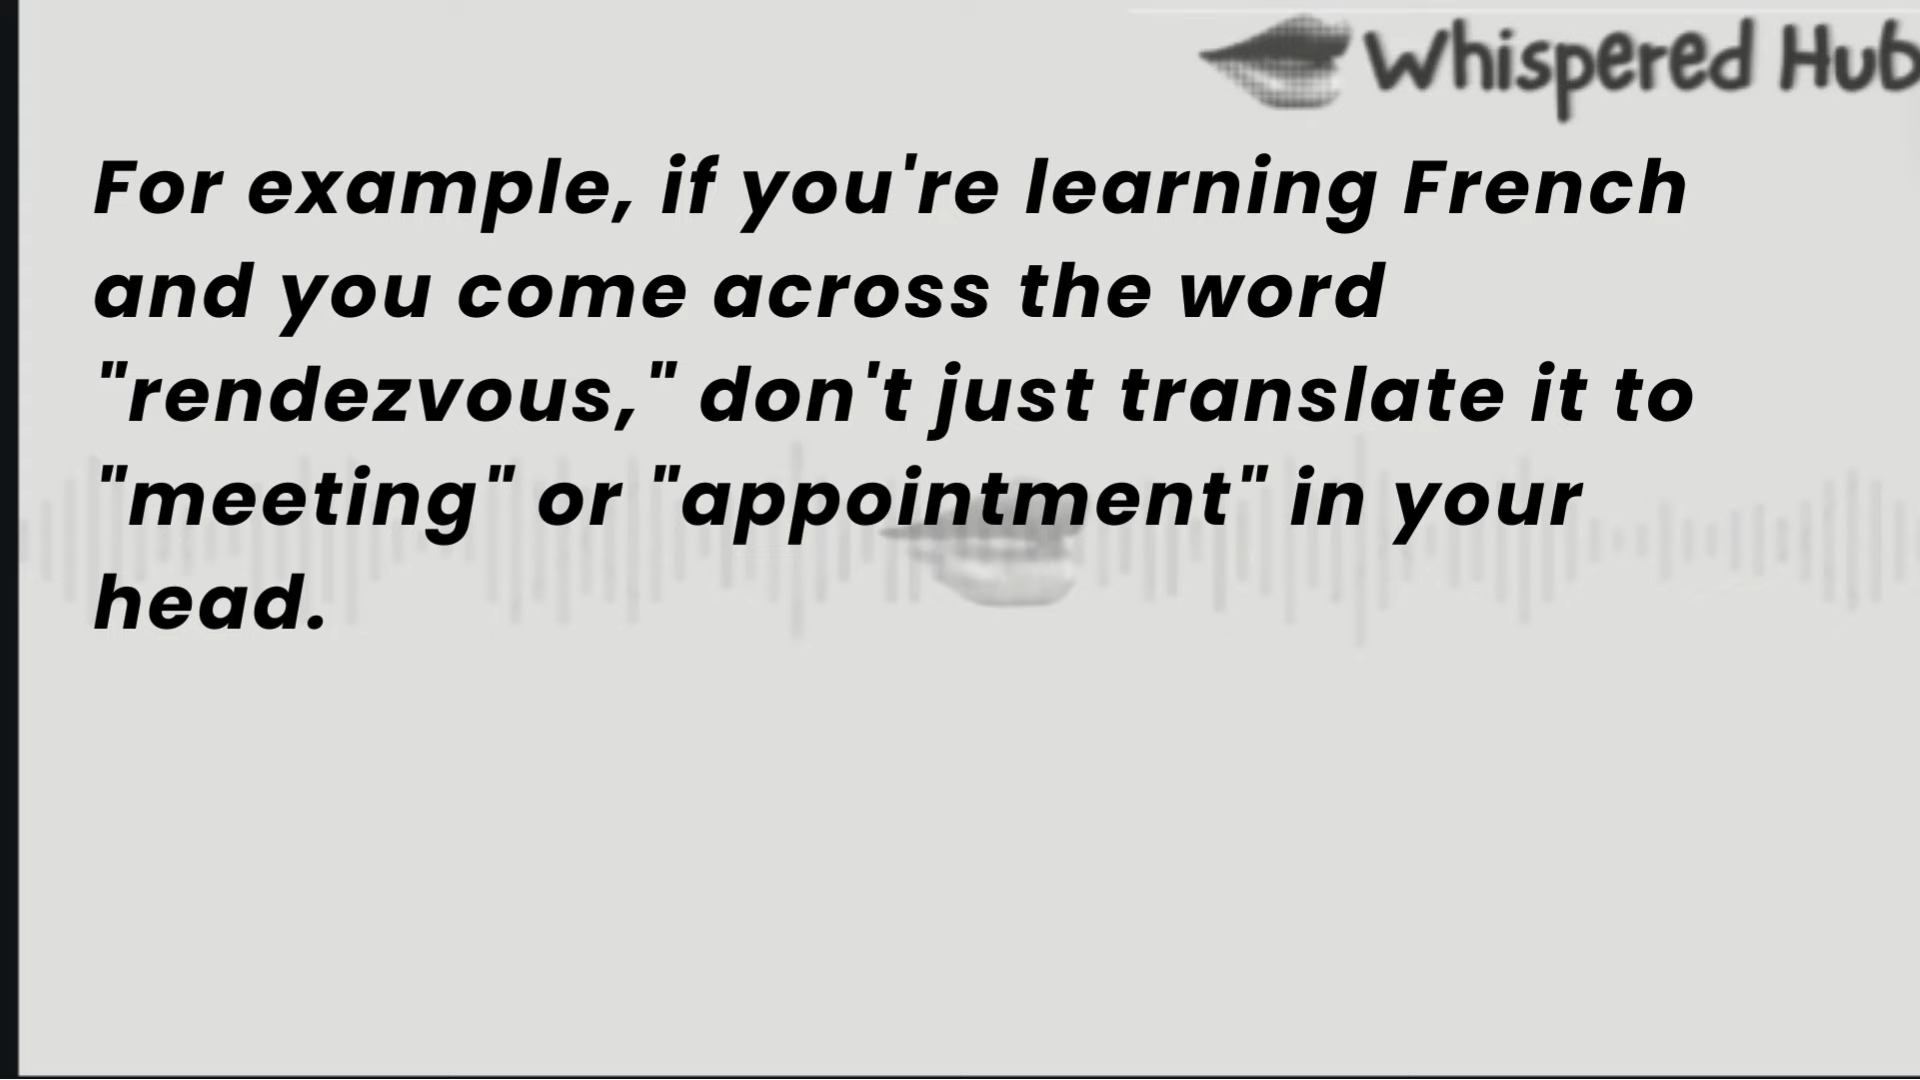 Whispered Hub
For example, if you're learning French
and you come across the word
"rendezvous," don't just translate it to
"meeting" or "appointment" in your
head.